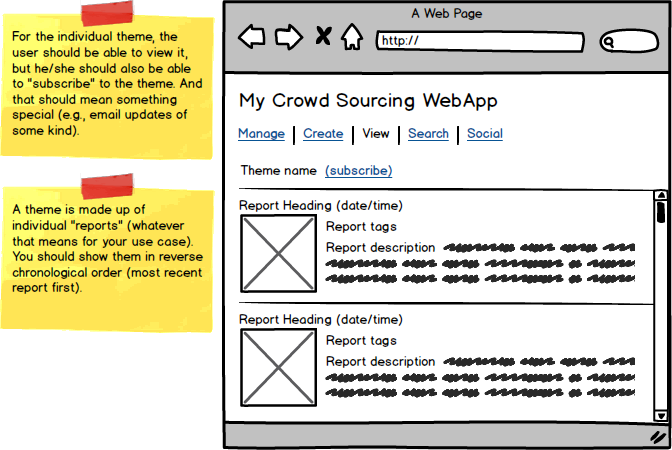 For the individual theme, the
user should be able to view it,
but he/she should also be able
to "subscribe" to the theme. And
that should mean something
special (e.g., email updates of
some kind).
A theme is made up of
individual "reports" (whatever
that means for your use case).
You should show them in reverse
chronological order (most recent
report first).
A Web Page
http://
My Crowd Sourcing WebApp
Manage | Create | View | Search | Social
Theme name (subscribe)
Report Heading (date/time)
Report tags
Report description
Report Heading (date/time)
Report tags
Report description